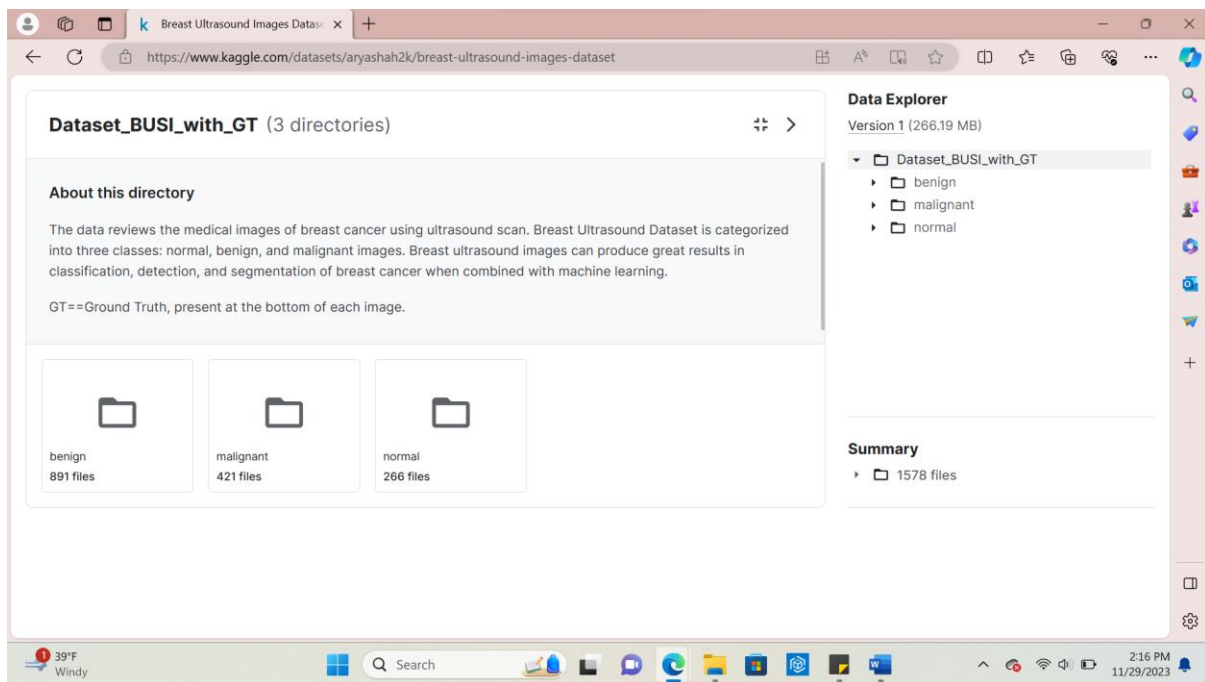 Breast Ultrasound Images Datase
https://www.kaggle.com/datasets/aryashah2k/breast-ultrasound-images-dataset
Dataset_BUSI_with_GT (3 directories)
About this directory
The data reviews the medical images of breast cancer using ultrasound scan. Breast Ultrasound Dataset is categorized
into three classes: normal, benign, and malignant images. Breast ultrasound images can produce great results in
classification, detection, and segmentation of breast cancer when combined with machine learning.
GT==Ground Truth, present at the bottom of each image.
benign
891 files
malignant
421 files
normal
266 files
Data Explorer
Version 1 (266.19 MB)
Dataset_BUSI_with_GT
benign
malignant
normal
Summary
1578 files
1
39°F
Windy
Search
2:16 PM
11/29/2023